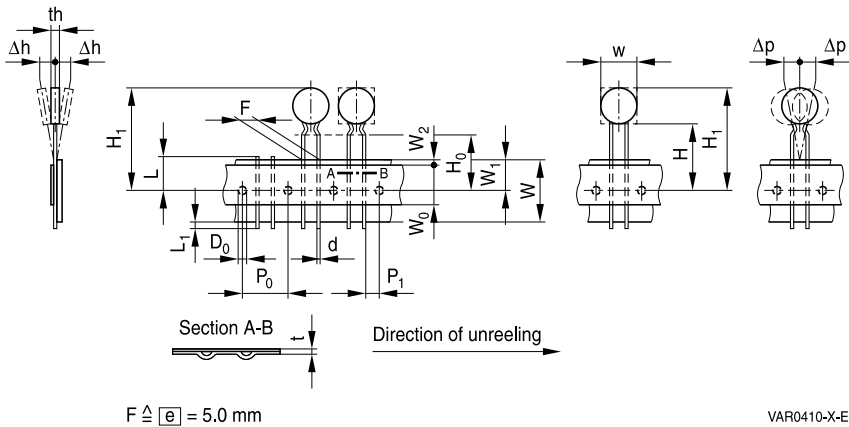 th
Δh Δh
H₁
L
L₁
F
W₂
H₀
W₁
W
W₀
A B
D₀
P₀
d
P₁
w
H
H₁
Δp Δp
Section A-B
t
Direction of unreeling
F ≙ e = 5.0 mm
VAR0410-X-E